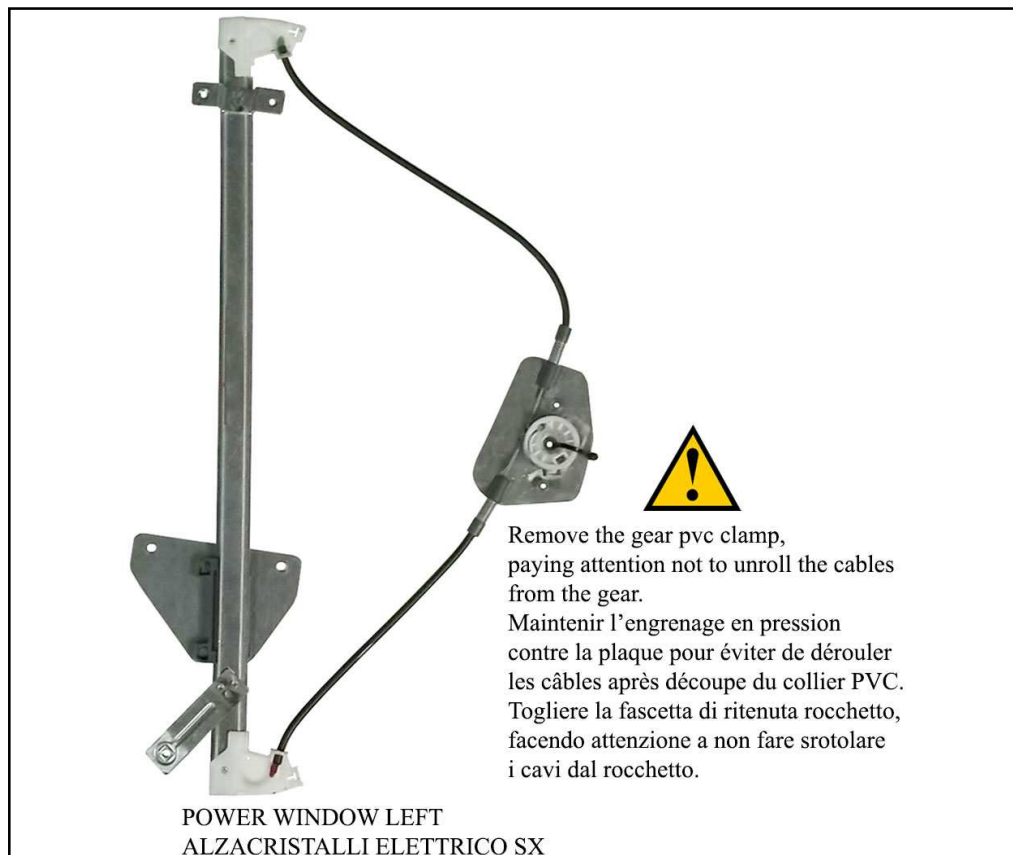 Remove the gear pvc clamp,
paying attention not to unroll the cables
from the gear.
Maintenir l’engrenage en pression
contre la plaque pour éviter de dérouler
les câbles après découpe du collier PVC.
Togliere la fascetta di ritenuta rocchetto,
facendo attenzione a non fare srotolare
i cavi dal rocchetto.
POWER WINDOW LEFT
ALZACRISTALLI ELETTRICO SX